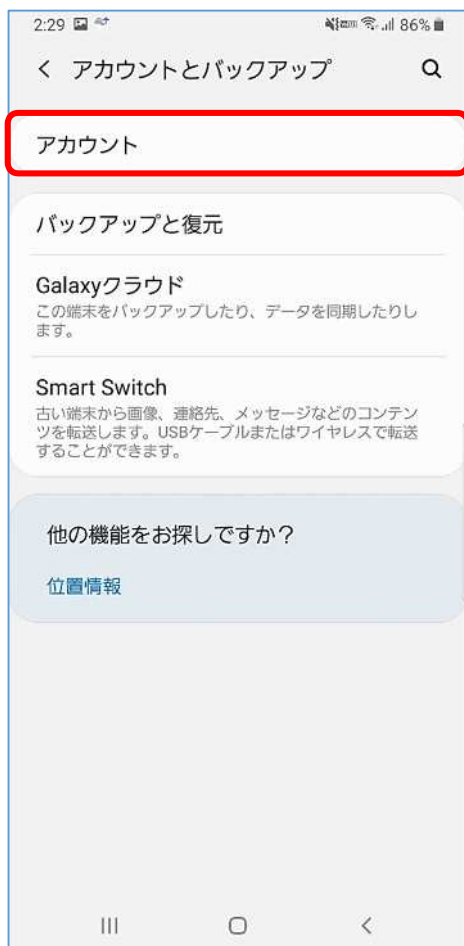 2:29 86%
アカウントとバックアップ
アカウント
バックアップと復元
Galaxyクラウド
この端末をバックアップしたり、データを同期したりし
ます。
Smart Switch
古い端末から画像、連絡先、メッセージなどのコンテン
ツを転送します。USBケーブルまたはワイヤレスで転送
することができます。
他の機能をお探しですか？
位置情報